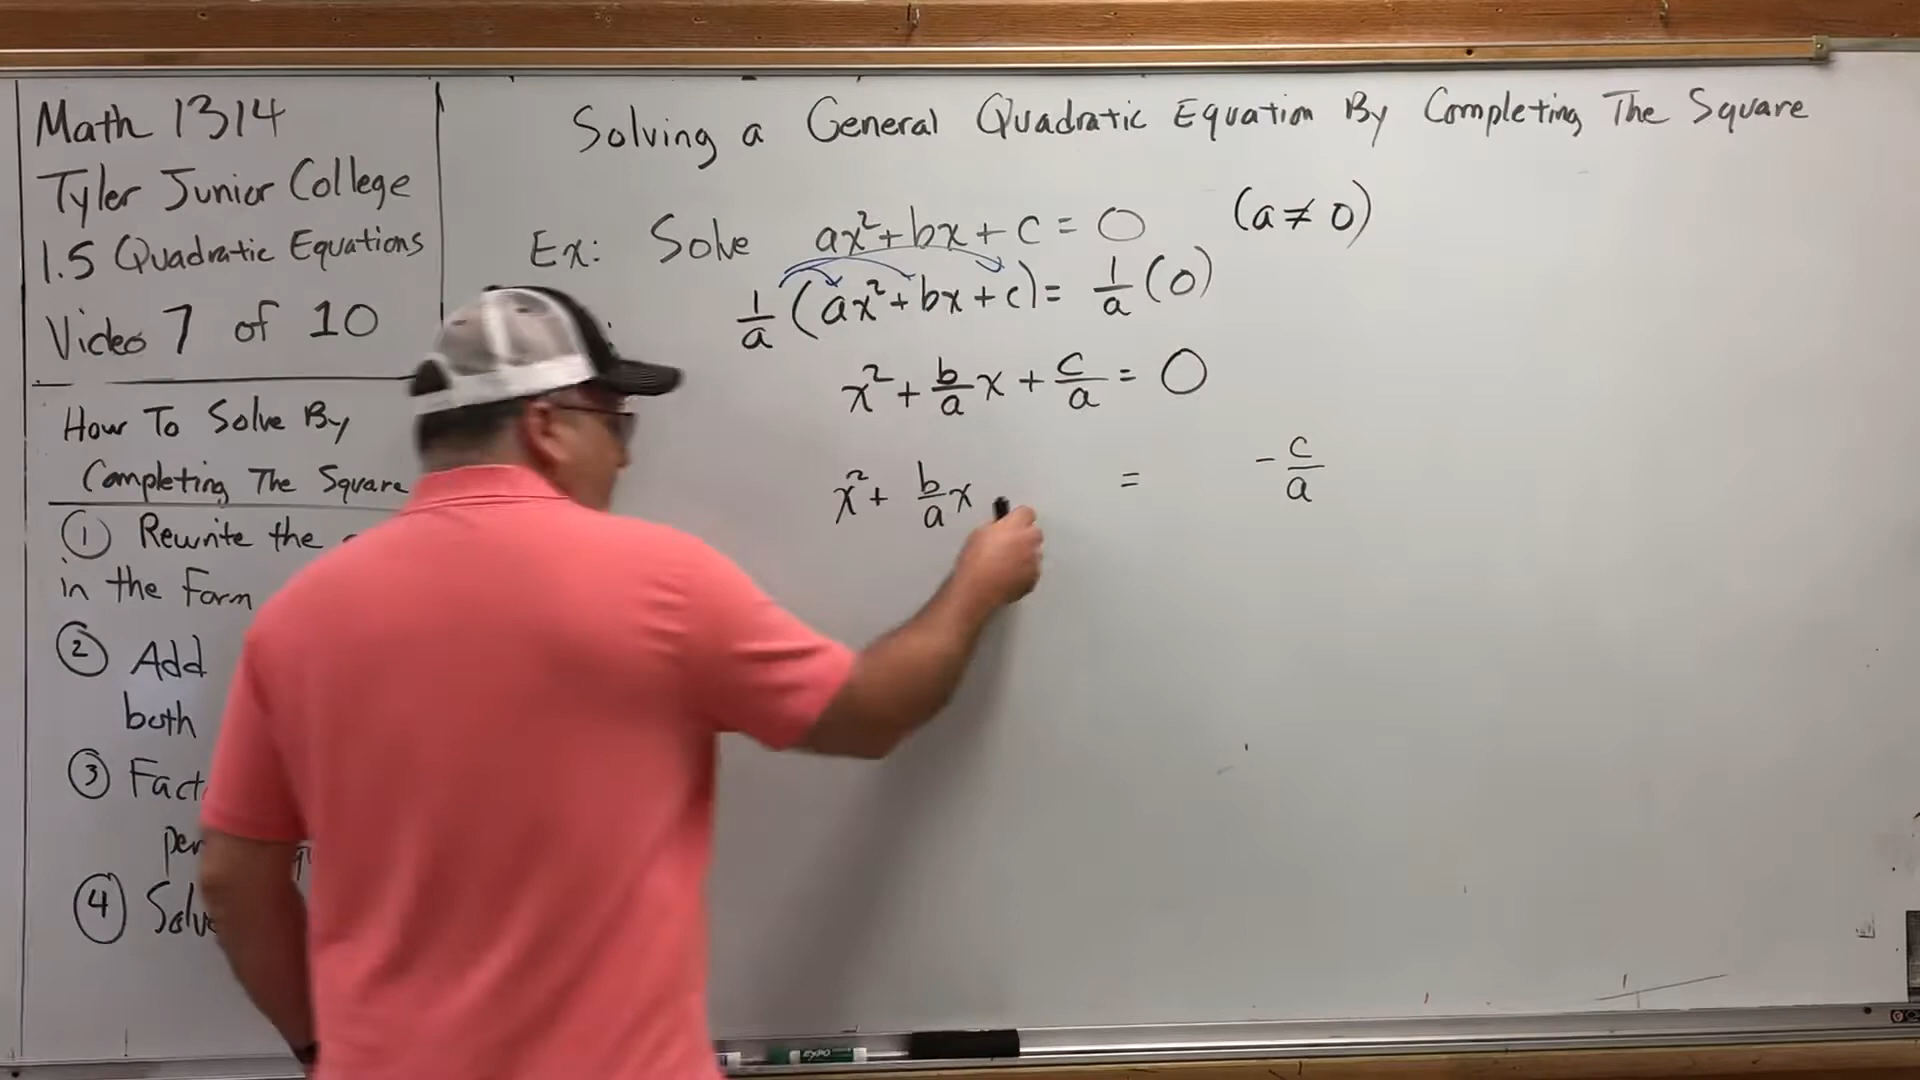 Math 1314
Tyler Junior College
1.5 Quadratic Equations
Video 7 of 10
How To Solve By
Completing The Square
① Rewrite the
in the Form
② Add
both
③
④
Solving a General Quadratic Equation By Completing The Square
Ex: Solve ax²+bx+c=0 (a≠0)
1/a (ax²+bx+c)= 1/a (0)
x²+ b/a x + c/a = 0
x²+ b/a x = - c/a
EXPO